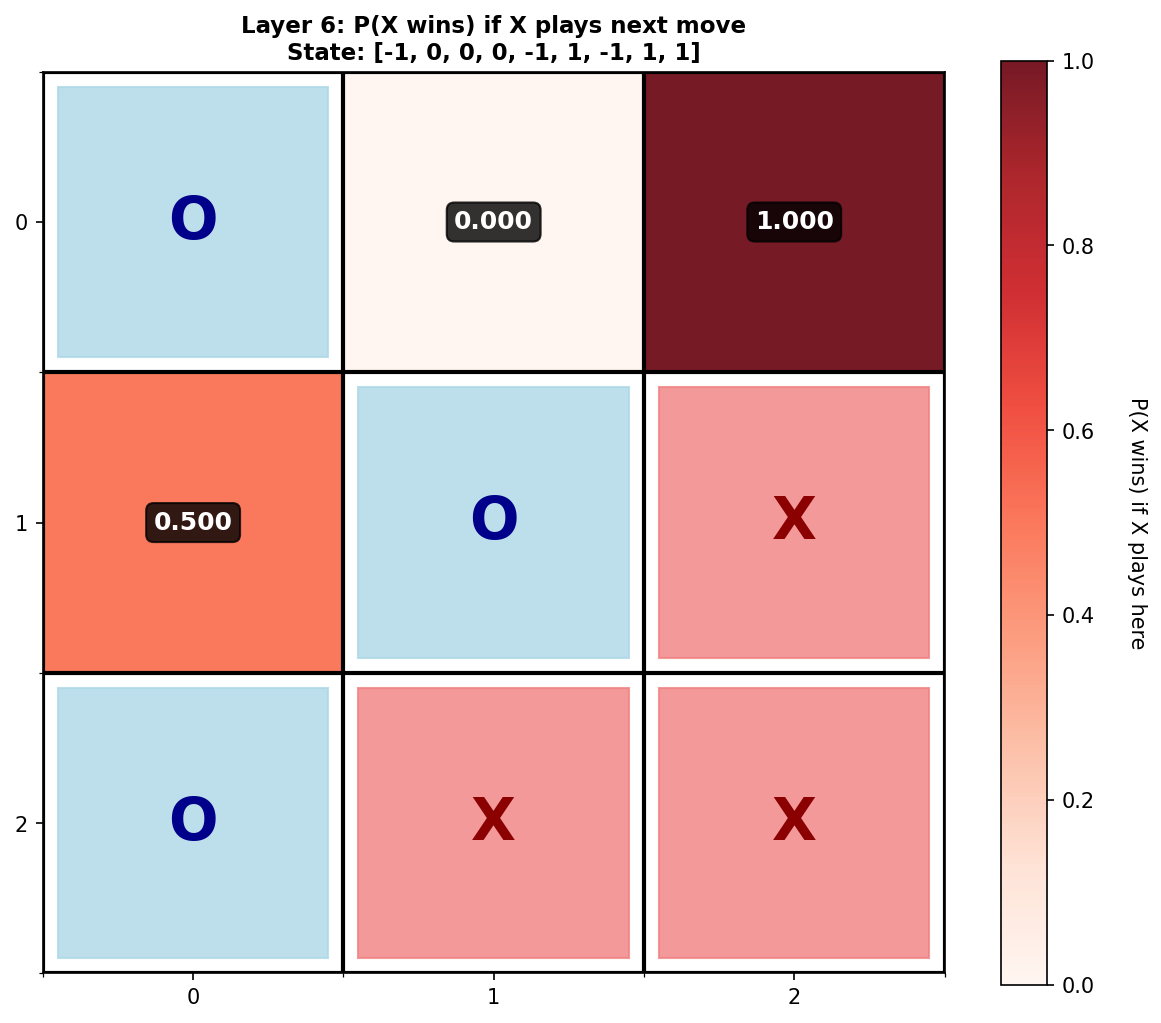 Layer 6: P(X wins) if X plays next move
State: [-1, 0, 0, 0, -1, 1, -1, 1, 1]
0
O
0.000
1.000
1
0.500
O
X
2
O
X
X
0
1
2
1.0
0.8
0.6
0.4
0.2
0.0
P(X wins) if X plays here